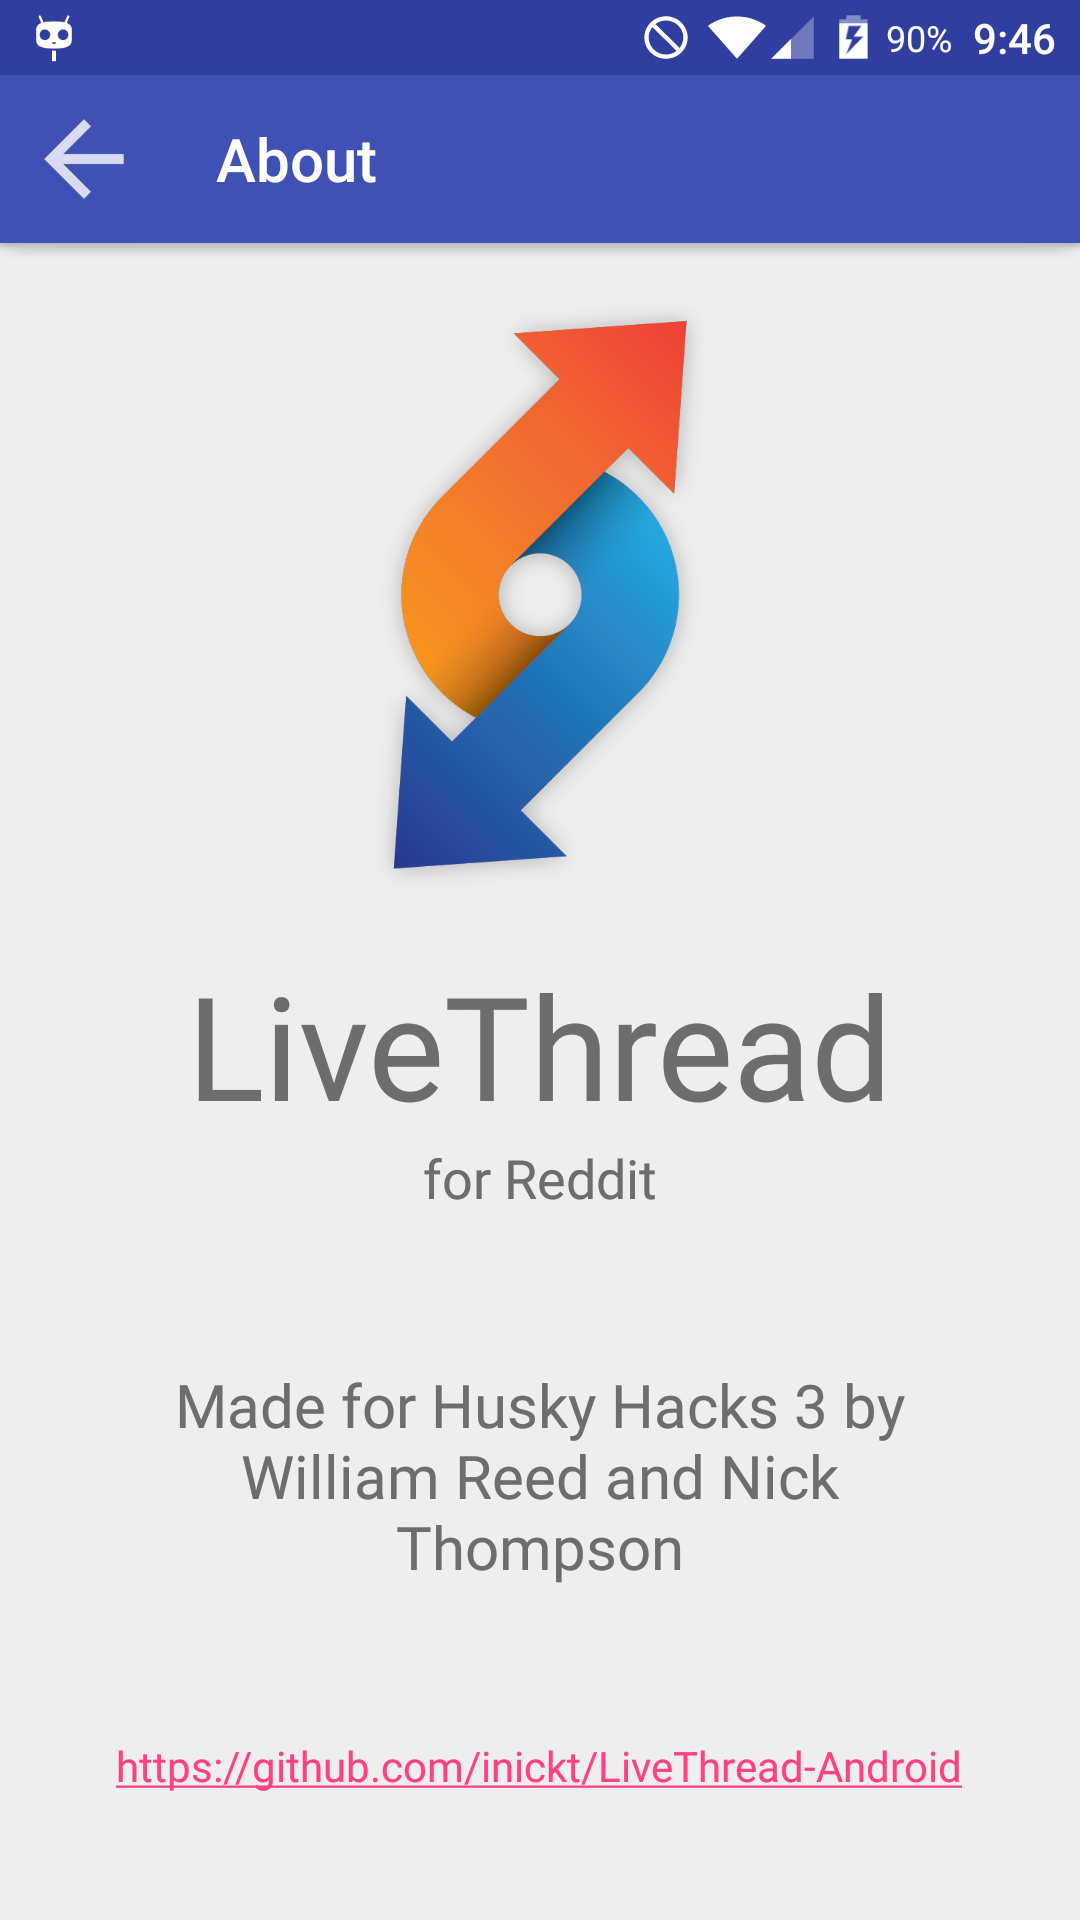 90% 9:46
About
LiveThread
for Reddit
Made for Husky Hacks 3 by
William Reed and Nick
Thompson
https://github.com/inickt/LiveThread-Android